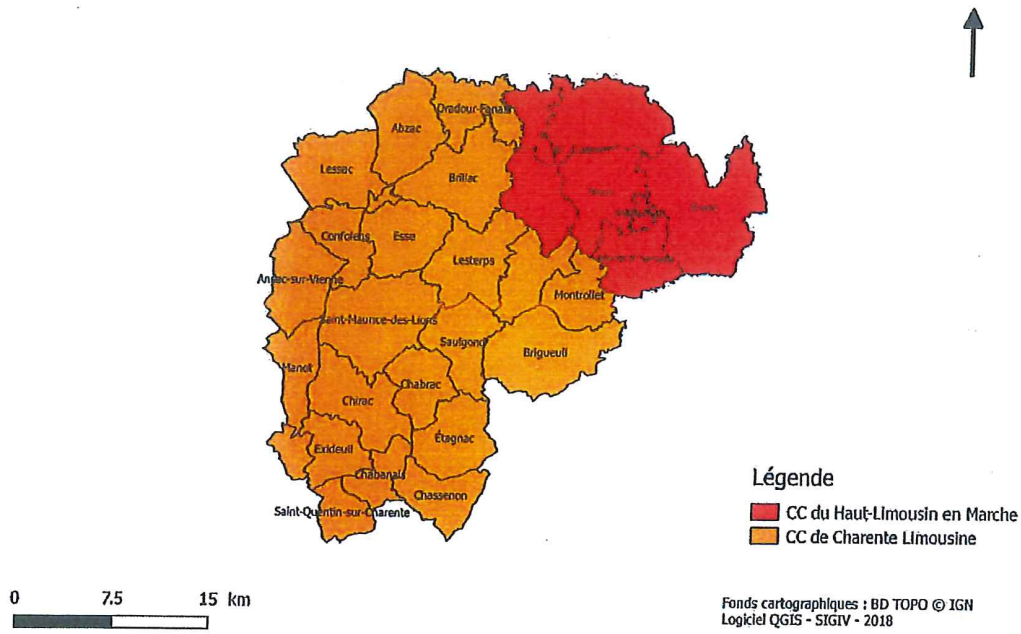 Oradour-Fanais
Abzac
Lessac
Brillac
Confolens
Esse
Lesterps
Ansac-sur-Vienne
Montrollet
Saint-Maurice-des-Lions
Saulgond
Brigueuil
Manot
Chabrac
Chirac
Étagnac
Exideuil
Chabanais
Chassenon
Saint-Quentin-sur-Charente
Légende
CC du Haut-Limousin en Marche
CC de Charente Limousine
0 7.5 15 km
Fonds cartographiques : BD TOPO © IGN
Logiciel QGIS - SIGIV - 2018